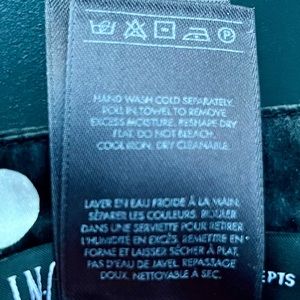 HAND WASH COLD SEPARATELY.
ROLL IN TOWEL TO REMOVE
EXCESS MOISTURE. RESHAPE DRY
FLAT. DO NOT BLEACH.
COOL IRON. DRY CLEANABLE.
LAVER EN EAU FROIDE À LA MAIN.
SÉPARER LES COULEURS. ROULER
DANS UNE SERVIETTE POUR RETIRER
L'HUMIDITÉ EN EXCÈS. REMETTRE EN
FORME ET LAISSER SÉCHER À PLAT.
PAS D'EAU DE JAVEL. REPASSAGE
DOUX. NETTOYABLE À SEC.